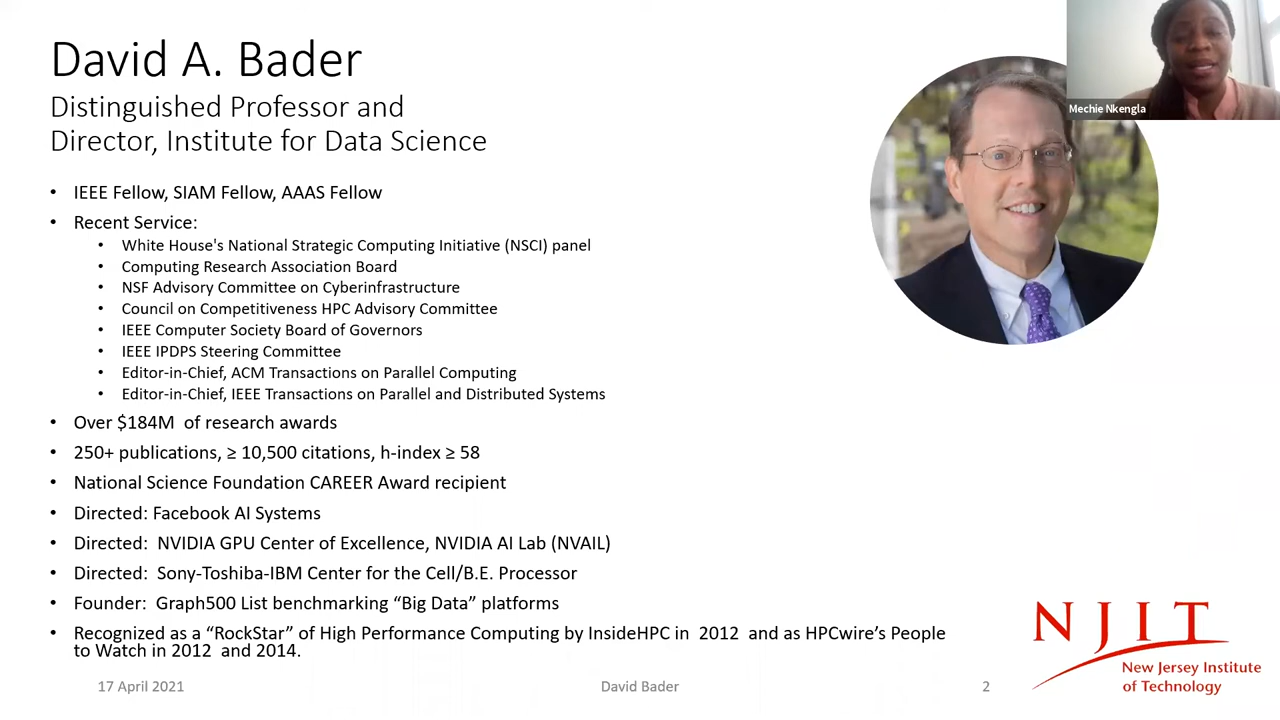 David A. Bader
Distinguished Professor and
Director, Institute for Data Science
Mechie Nkengla
• IEEE Fellow, SIAM Fellow, AAAS Fellow
• Recent Service:
• White House's National Strategic Computing Initiative (NSCI) panel
• Computing Research Association Board
• NSF Advisory Committee on Cyberinfrastructure
• Council on Competitiveness HPC Advisory Committee
• IEEE Computer Society Board of Governors
• IEEE IPDPS Steering Committee
• Editor-in-Chief, ACM Transactions on Parallel Computing
• Editor-in-Chief, IEEE Transactions on Parallel and Distributed Systems
• Over $184M  of research awards
• 250+ publications, ≥ 10,500 citations, h-index ≥ 58
• National Science Foundation CAREER Award recipient
• Directed: Facebook AI Systems
• Directed:  NVIDIA GPU Center of Excellence, NVIDIA AI Lab (NVAIL)
• Directed:  Sony-Toshiba-IBM Center for the Cell/B.E. Processor
• Founder:  Graph500 List benchmarking “Big Data” platforms
• Recognized as a “RockStar” of High Performance Computing by InsideHPC in  2012  and as HPCwire’s People
to Watch in 2012  and 2014.
17 April 2021
David Bader
2
NJIT
New Jersey Institute
of Technology